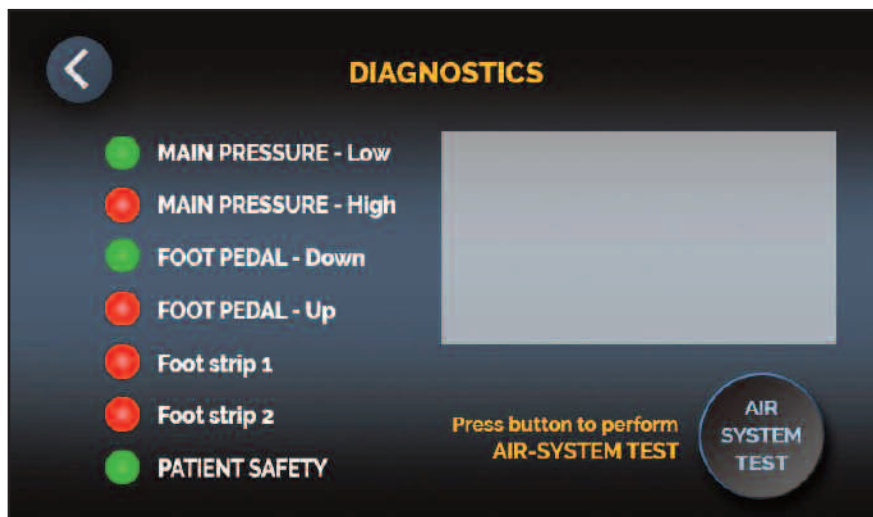 DIAGNOSTICS
MAIN PRESSURE - Low
MAIN PRESSURE - High
FOOT PEDAL - Down
FOOT PEDAL - Up
Foot strip 1
Foot strip 2
PATIENT SAFETY
Press button to perform
AIR-SYSTEM TEST
AIR
SYSTEM
TEST